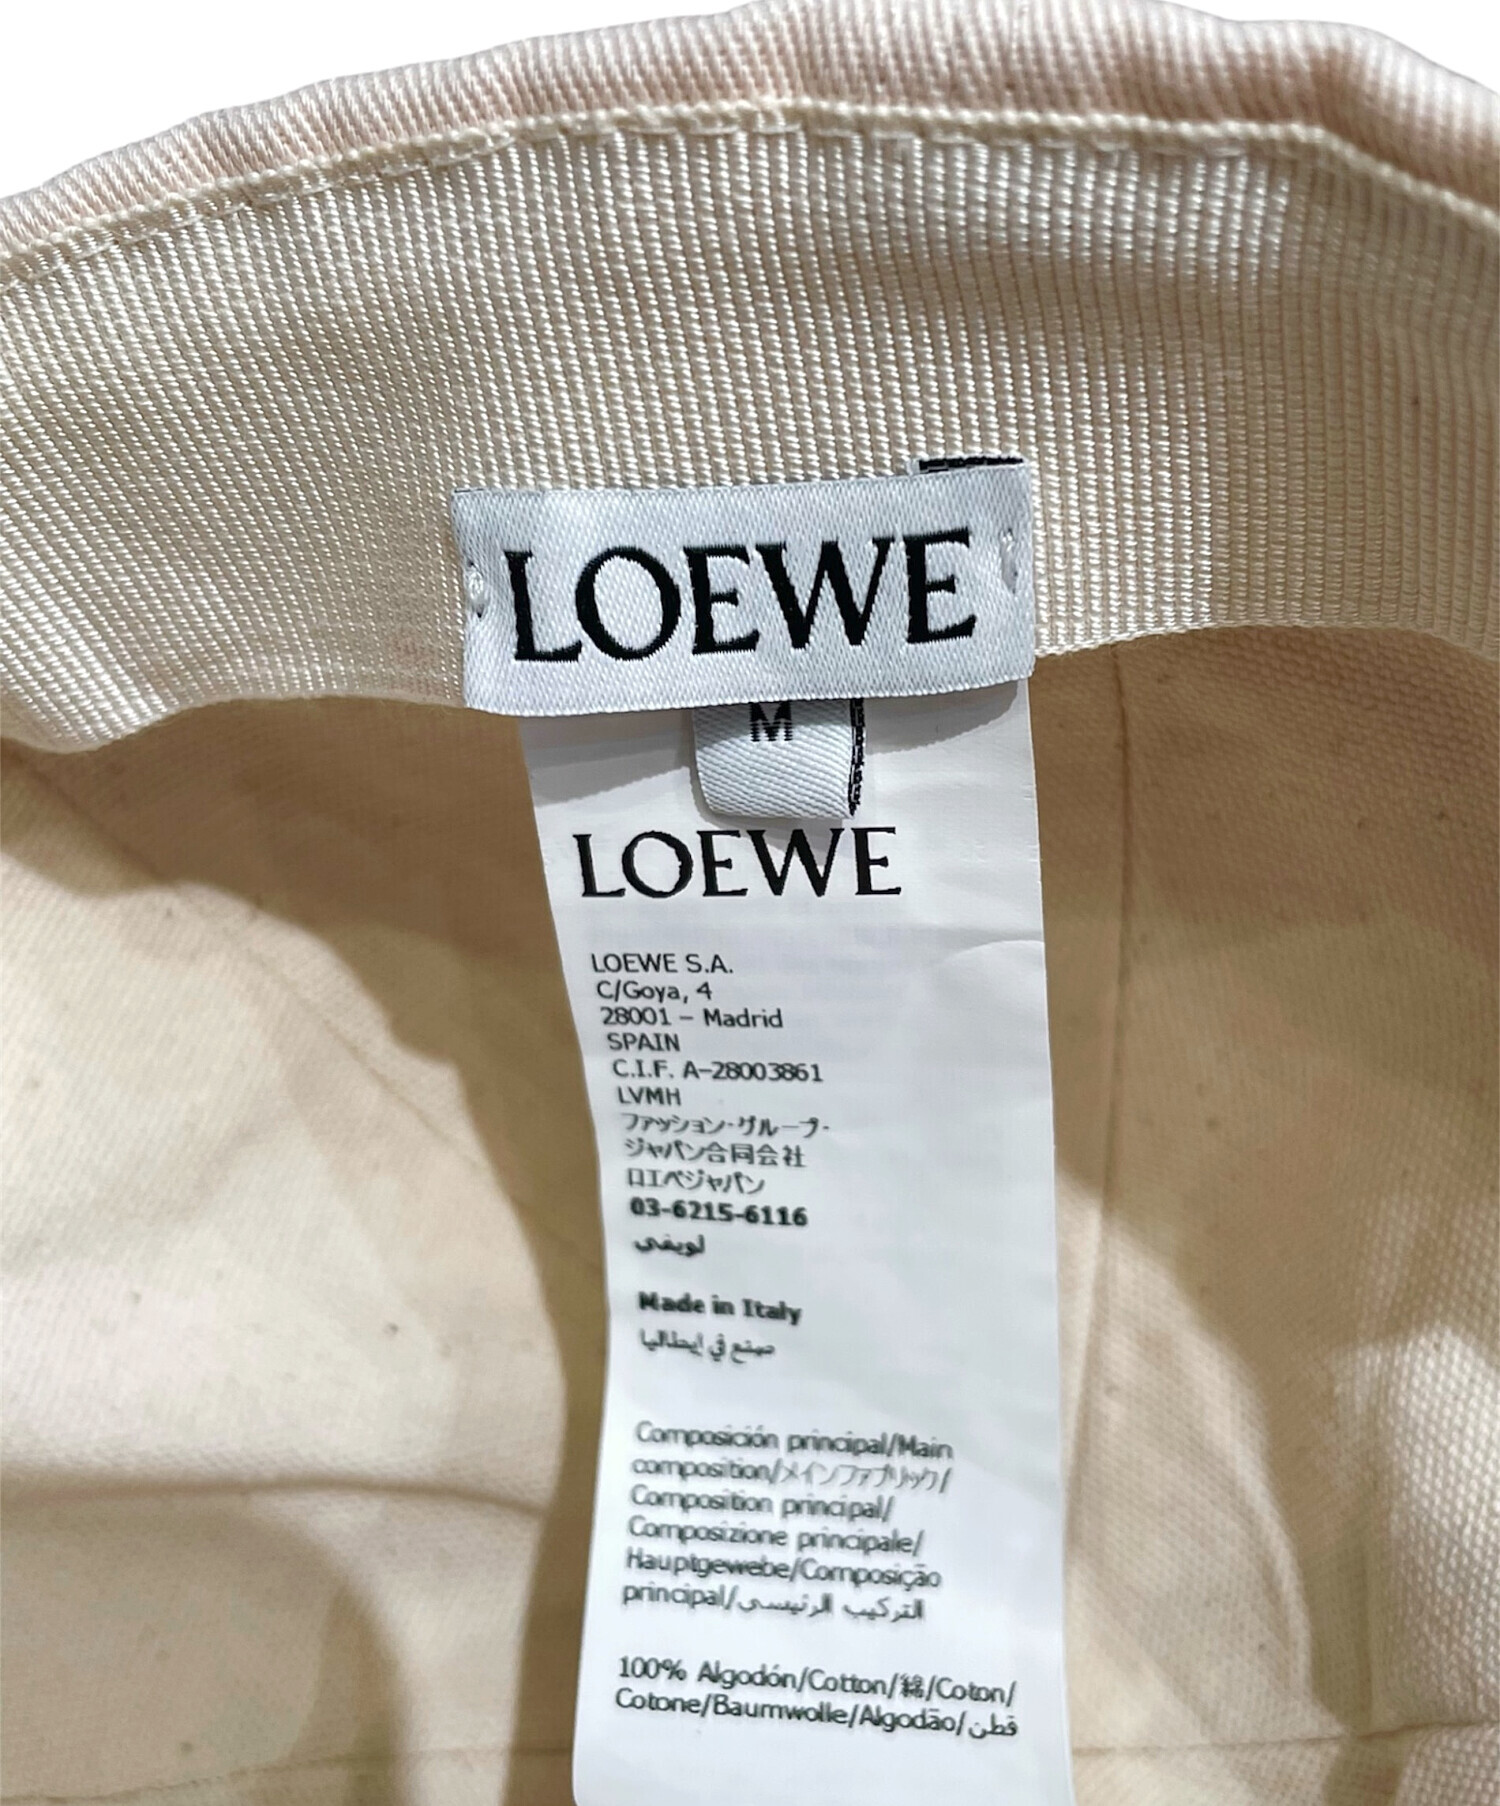 LOEWE
M
LOEWE
LOEWE S.A.
C/Goya, 4
28001 – Madrid
SPAIN
C.I.F. A-28003861
LVMH
ファッション・グループ・
ジャパン合同会社
ロエベジャパン
03-6215-6116
لويفي
Made in Italy
صنع في إيطاليا
Composición principal/Main
composition/メインファブリック/
Composition principal/
Composizione principale/
Hauptgewebe/Composição
principal/التركيب الرئيسى
100% Algodón/Cotton/綿/Coton/
Cotone/Baumwolle/Algodão/قطن